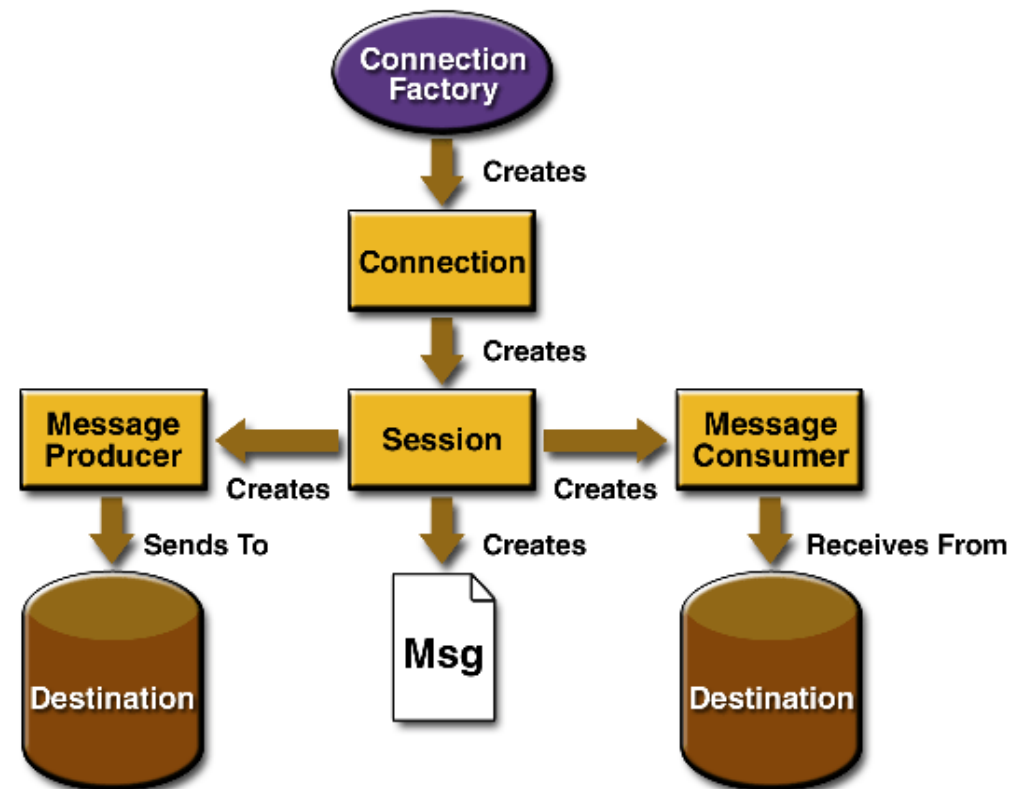 Connection
Factory
Creates
Connection
Creates
Message
Producer
Session
Message
Consumer
Creates
Creates
Sends To
Creates
Receives From
Msg
Destination
Destination